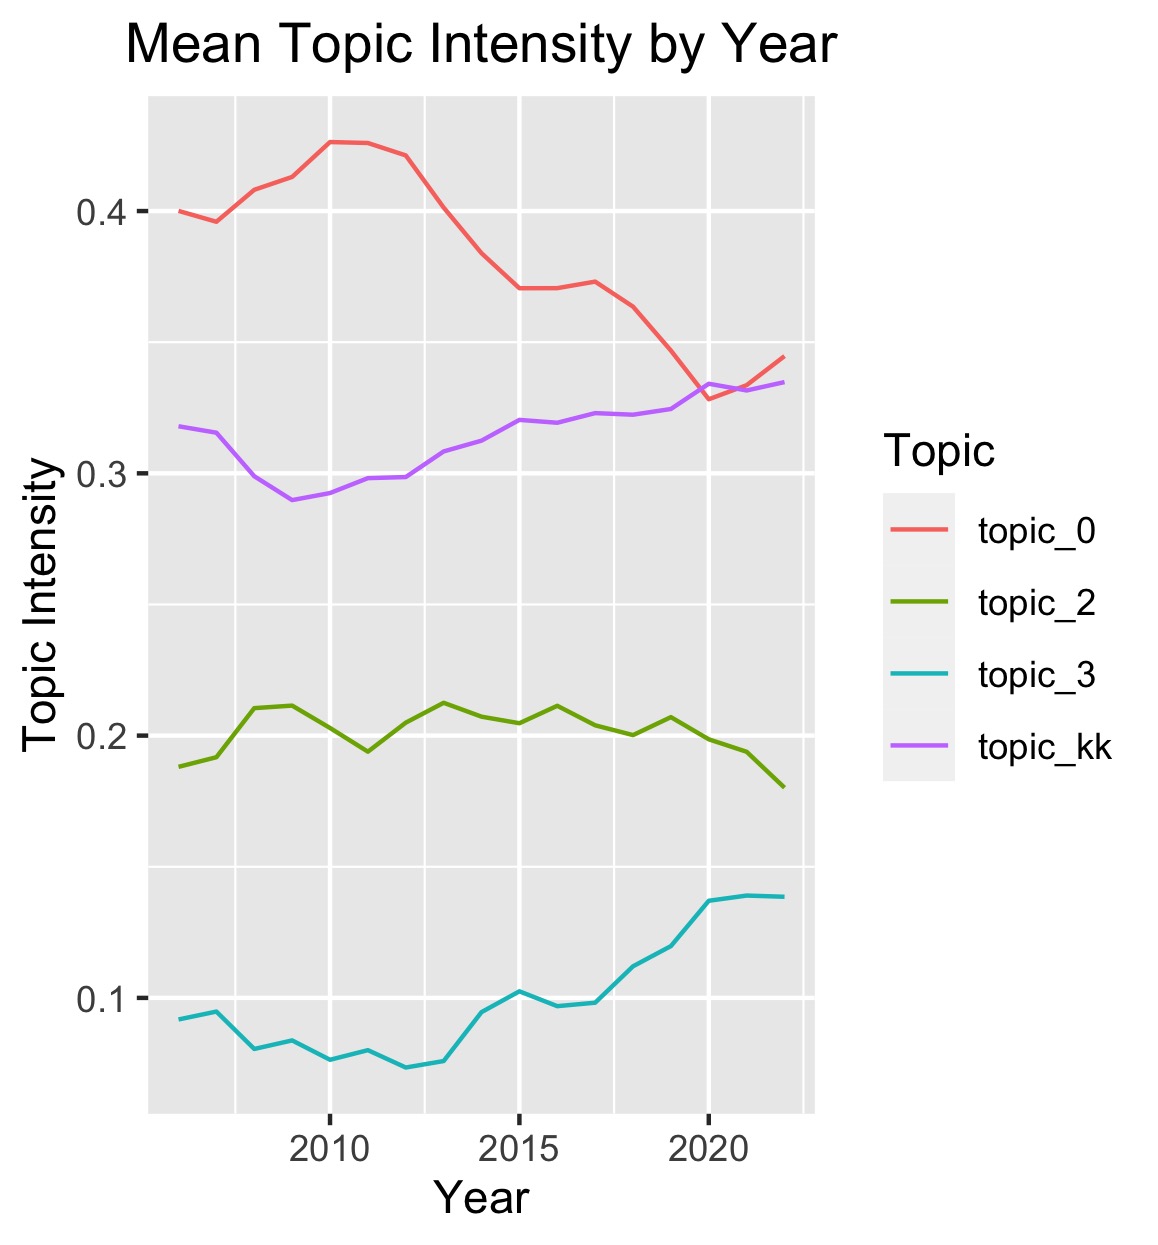 Mean Topic Intensity by Year
Topic Intensity
0.4
0.3
0.2
0.1
2010 2015 2020
Year
Topic
topic_0
topic_2
topic_3
topic_kk